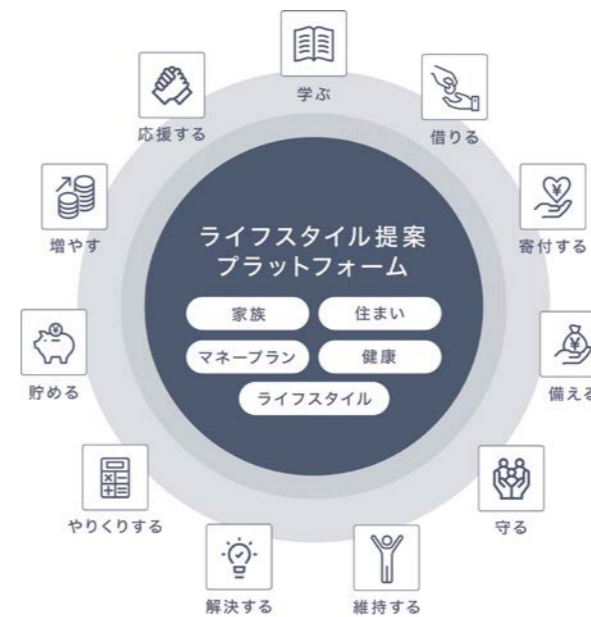 学ぶ
応援する
借りる
増やす
寄付する
ライフスタイル提案
プラットフォーム
家族
住まい
マネープラン
健康
ライフスタイル
貯める
備える
やりくりする
守る
解決する
維持する